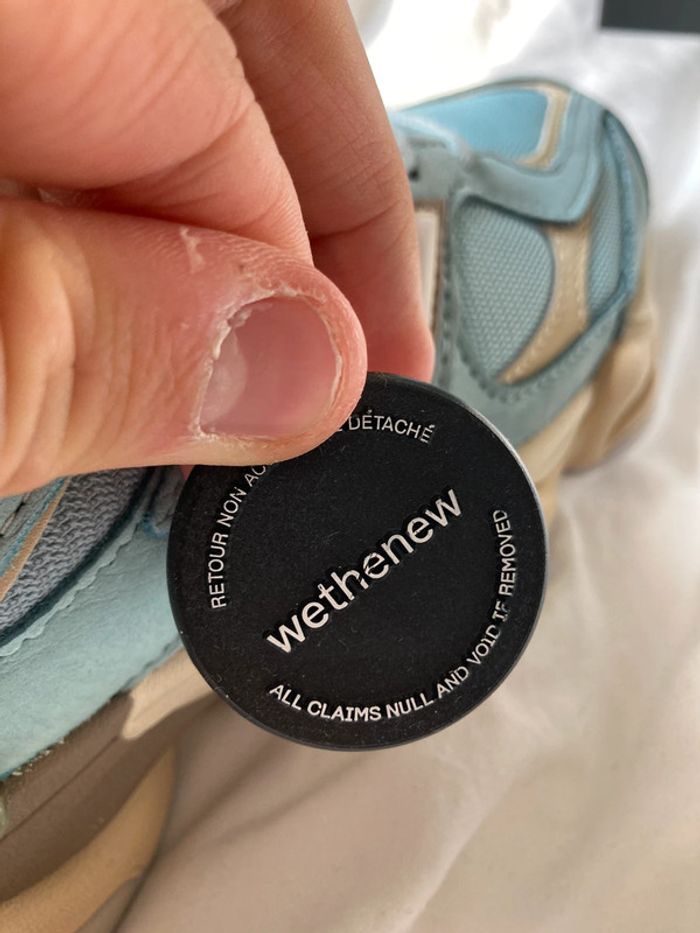 RETOUR NON DÉTACHÉ
wethenew
ALL CLAIMS NULL AND VOID IF REMOVED